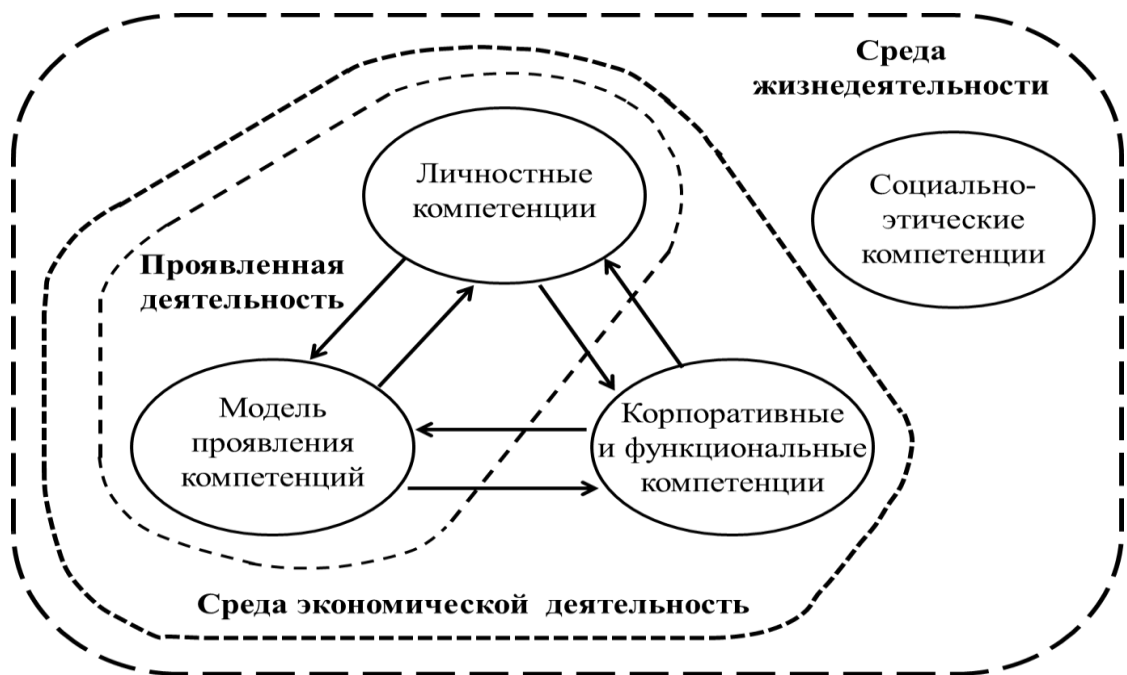 Среда
жизнедеятельности
Личностные
компетенции
Социально-
этические
компетенции
Проявленная
деятельность
Модель
проявления
компетенций
Корпоративные
и функциональные
компетенции
Среда экономической деятельность